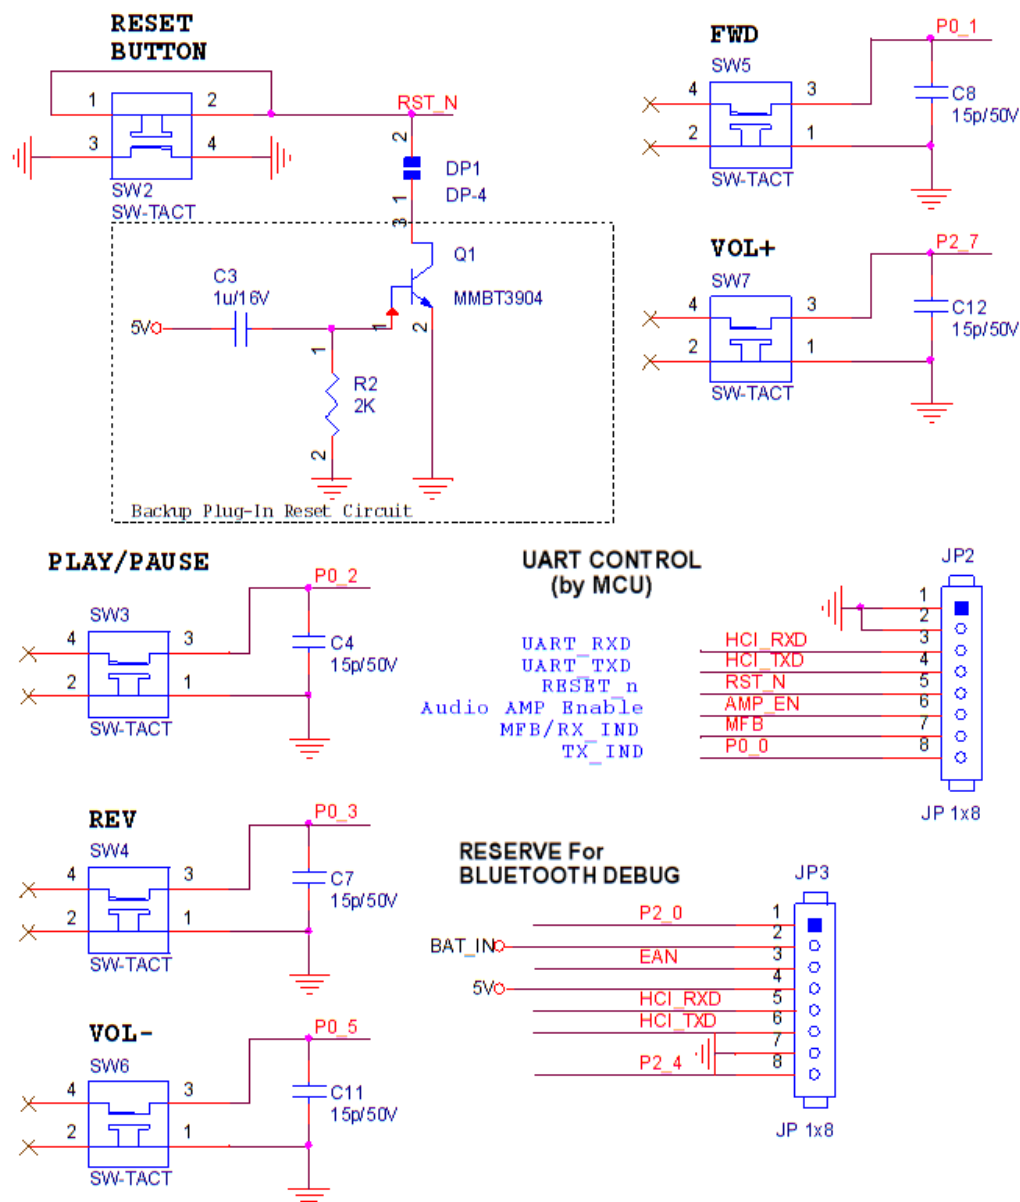 RESET
BUTTON
1
2
3
4
SW2
SW-TACT
RST_N
2
DP1
DP-4
1
3
Q1
MMBT3904
C3
1u/16V
5V
1
2
1
R2
2K
2
Backup Plug-In Reset Circuit
FWD
SW5
4
3
2
1
SW-TACT
P0_1
C8
15p/50V
VOL+
SW7
4
3
2
1
SW-TACT
P2_7
C12
15p/50V
PLAY/PAUSE
SW3
4
3
2
1
SW-TACT
P0_2
C4
15p/50V
UART CONTROL
(by MCU)
JP2
1
2
UART_RXD HCI_RXD 3
UART_TXD HCI_TXD 4
RESET_n RST_N 5
Audio AMP Enable AMP_EN 6
MFB/RX_IND MFB 7
TX_IND P0_0 8
JP 1x8
REV
SW4
4
3
2
1
SW-TACT
P0_3
C7
15p/50V
RESERVE For
BLUETOOTH DEBUG
JP3
P2_0 1
BAT_IN 2
EAN 3
5V 4
HCI_RXD 5
HCI_TXD 6
7
P2_4 8
JP 1x8
VOL-
SW6
4
3
2
1
SW-TACT
P0_5
C11
15p/50V